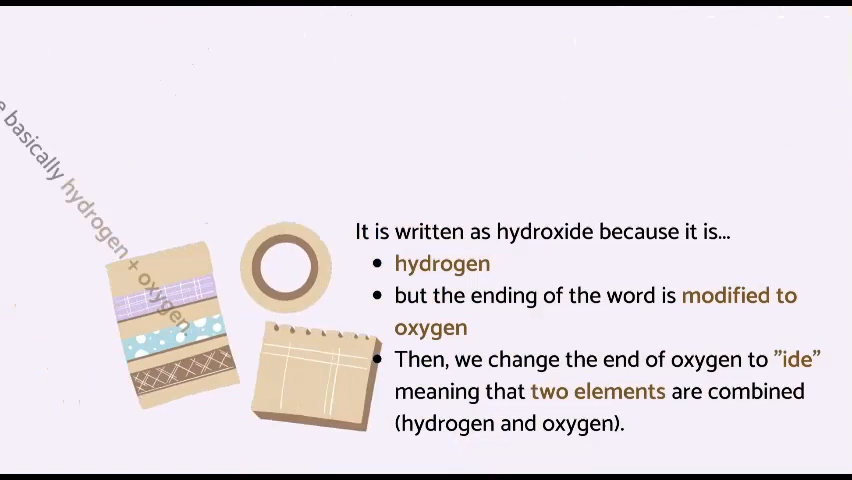 e basically hydrogen + oxygen.
It is written as hydroxide because it is...
hydrogen
but the ending of the word is modified to
oxygen
Then, we change the end of oxygen to "ide"
meaning that two elements are combined
(hydrogen and oxygen).